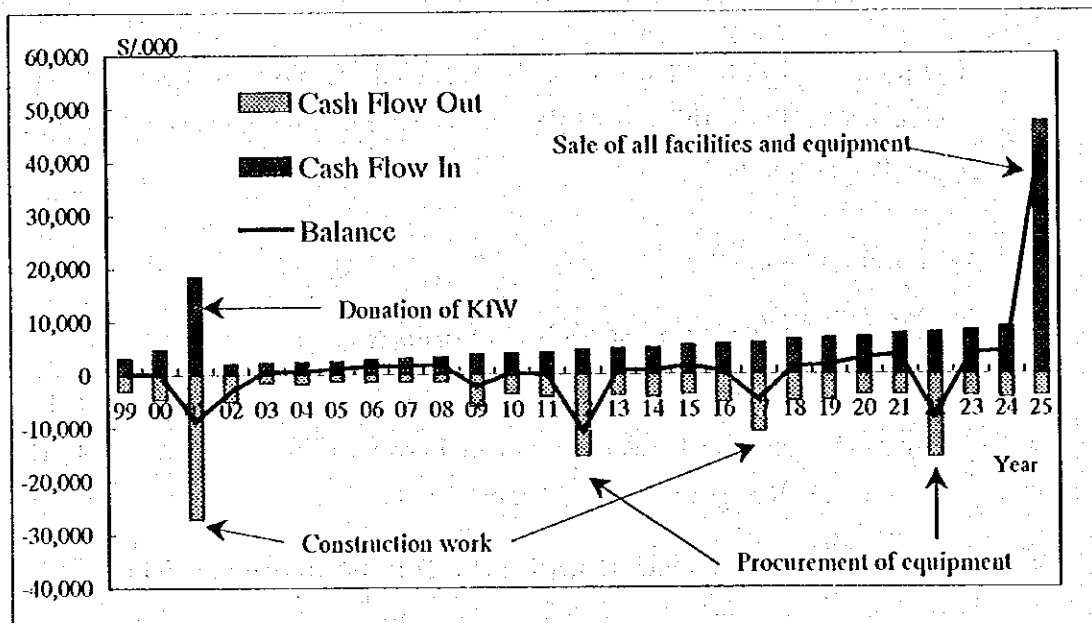 S/.000
60,000
50,000
40,000
30,000
20,000
10,000
0
-10,000
-20,000
-30,000
-40,000
Cash Flow Out
Cash Flow In
Balance
Sale of all facilities and equipment
Donation of KfW
99 00 02 03 04 05 06 07 08 09 10 11 13 14 15 16 18 19 20 21 23 24 25
Year
Construction work
Procurement of equipment